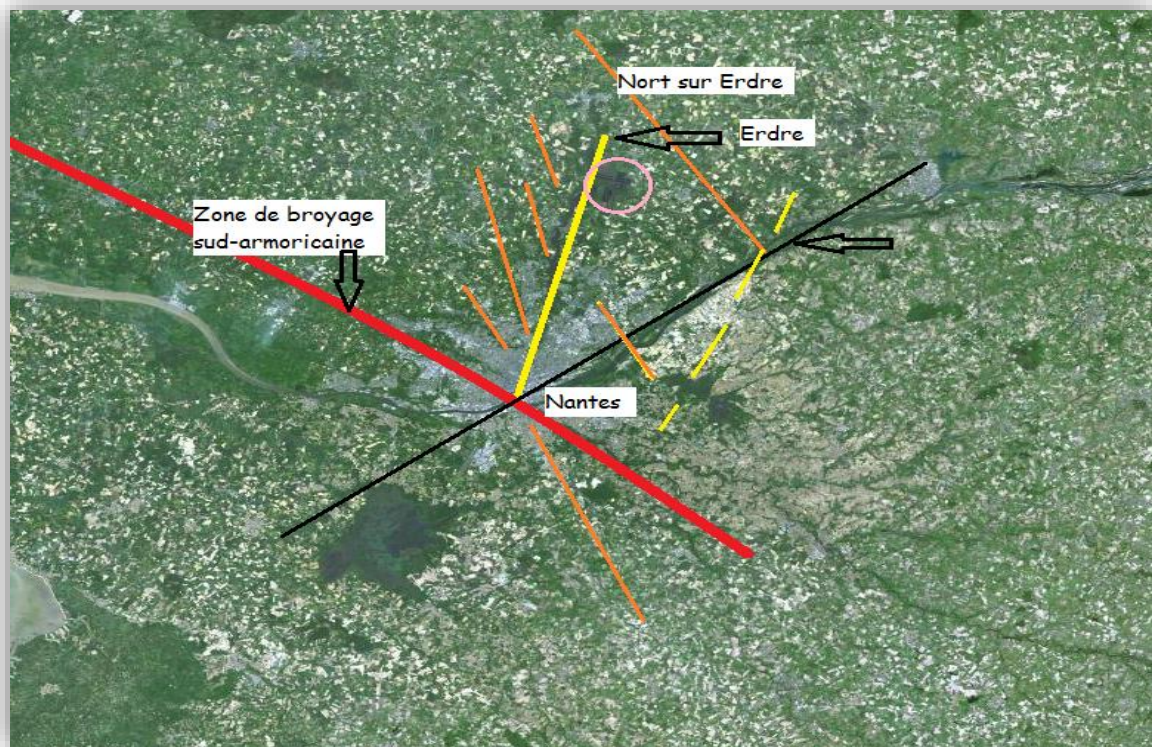 Nort sur Erdre
Erdre
Zone de broyage
sud-armoricaine
Nantes